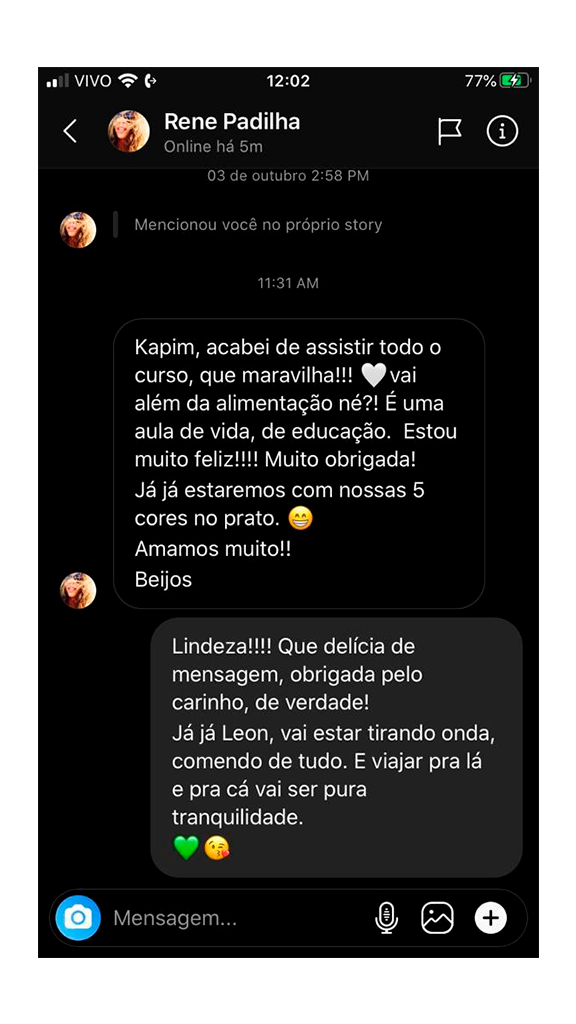 VIVO 12:02 77%
Rene Padilha
Online há 5m
03 de outubro 2:58 PM
Mencionou você no próprio story
11:31 AM
Kapim, acabei de assistir todo o
curso, que maravilha!!! 🤍vai
além da alimentação né?! É uma
aula de vida, de educação.  Estou
muito feliz!!!! Muito obrigada!
Já já estaremos com nossas 5
cores no prato. 😁
Amamos muito!!
Beijos
Lindeza!!!! Que delícia de
mensagem, obrigada pelo
carinho, de verdade!
Já já Leon, vai estar tirando onda,
comendo de tudo. E viajar pra lá
e pra cá vai ser pura
tranquilidade.
💚😘
Mensagem...